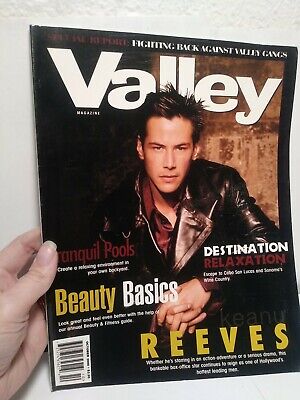 SPECIAL REPORT: FIGHTING BACK AGAINST VALLEY GANGS
Valley
MAGAZINE
Tranquil Pools
Create a relaxing environment in
your own backyard.
DESTINATION
RELAXATION
Escape to Cabo San Lucas and Sonoma's
Wine Country.
Beauty Basics
Look great and feel even better with the help of
our annual Beauty & Fitness guide.
keanu
REEVES
Whether he's starring in an action-adventure or a serious drama, this
bankable box-office star continues to reign as one of Hollywood's
hottest leading men.